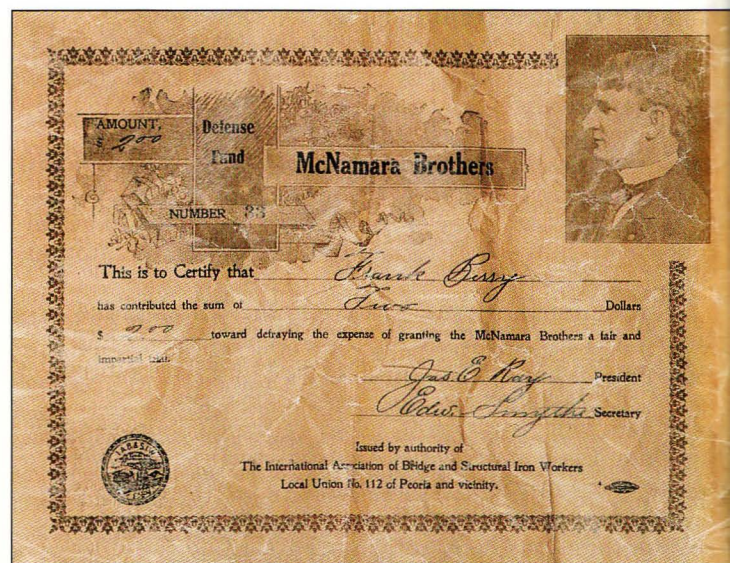 AMOUNT,
$ 2.00
Defense
Fund
McNamara Brothers
NUMBER 33
This is to Certify that Frank Berry
has contributed the sum of Two Dollars
$ 2.00 toward defraying the expense of granting the McNamara Brothers a fair and
impartial trial.
Jas. E. Ray President
Edw. Smythe Secretary
Issued by authority of
The International Association of Bridge and Structural Iron Workers
Local Union No. 112 of Peoria and vicinity.